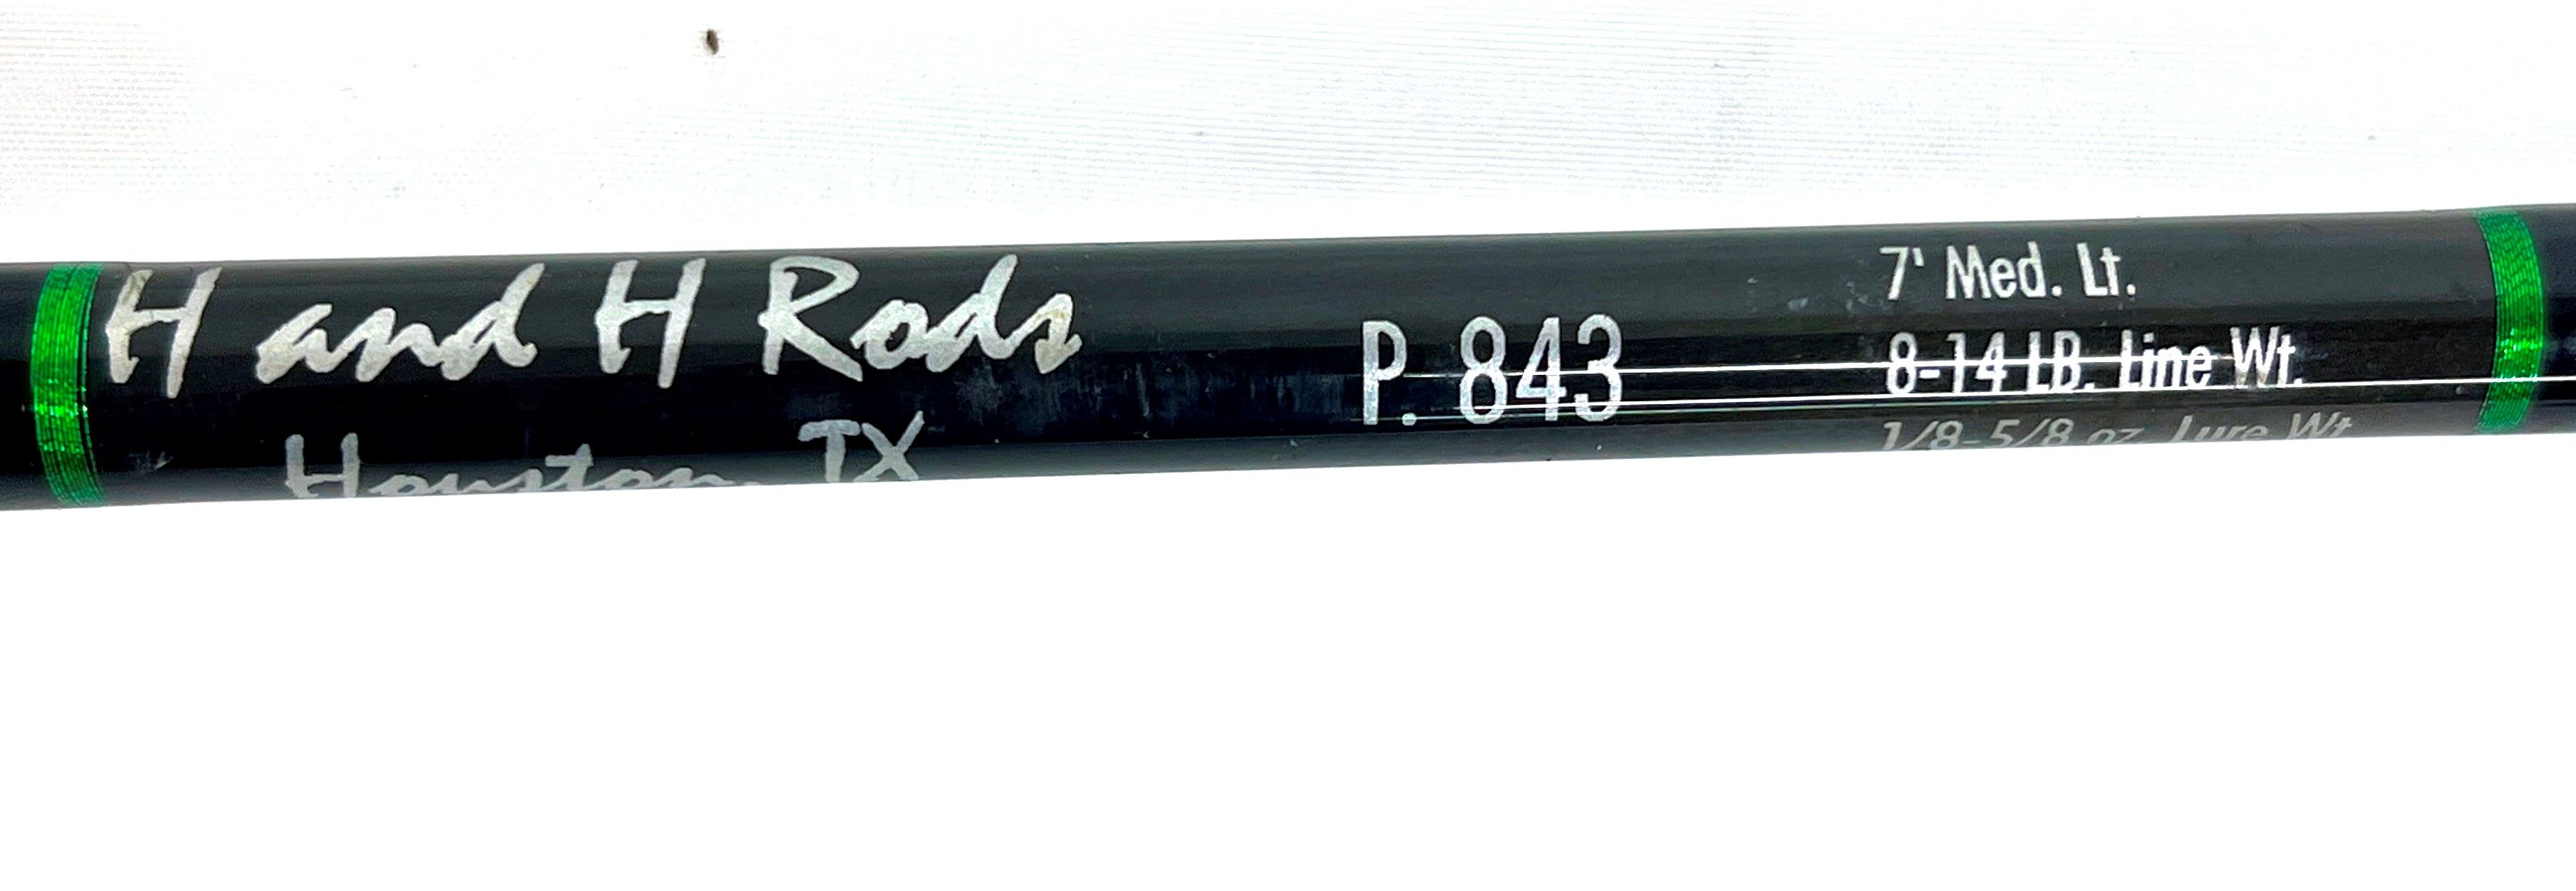 H and H Rods
Houston, TX
P. 843
7' Med. Lt.
8-14 LB. Line Wt.
1/8-5/8 oz. Lure Wt.